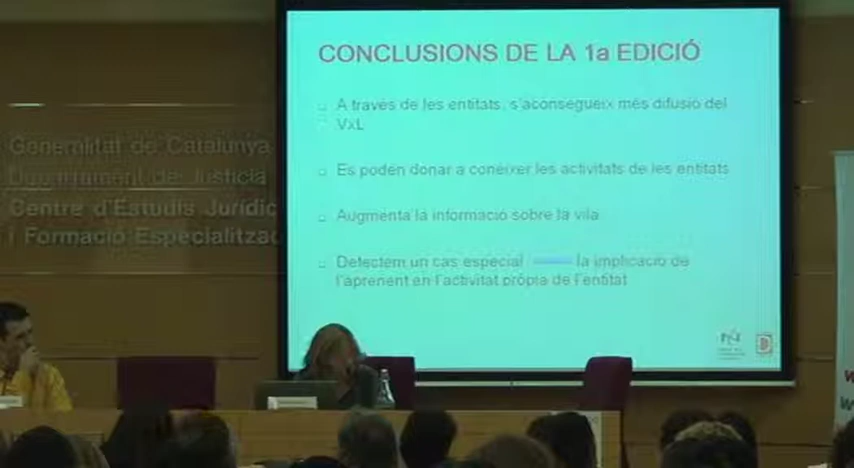 CONCLUSIONS DE LA 1a EDICIÓ
A través de les entitats, s'aconsegueix més difusió del
VxL
Es poden donar a conèixer les activitats de les entitats
Augmenta la informació sobre la vila
Detectem un cas especial la implicació de
l'aprenent en l'activitat pròpia de l'entitat
Generalitat de Catalunya
Departament de Justícia
Centre d'Estudis Jurídic
i Formació Especialitzad